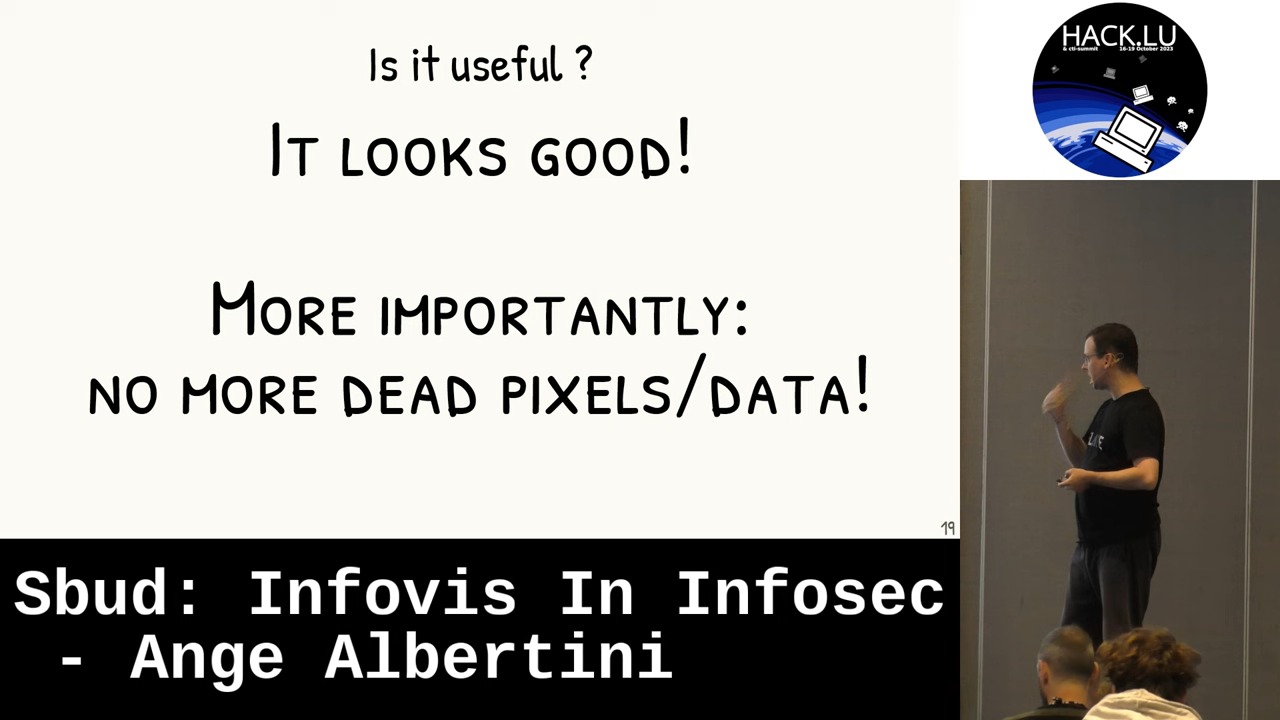 Is it useful ?
It looks good!
More importantly:
no more dead pixels/data!
19
Sbud: Infovis In Infosec
- Ange Albertini
HACK.LU
& cti-summit 16-19 October 2023